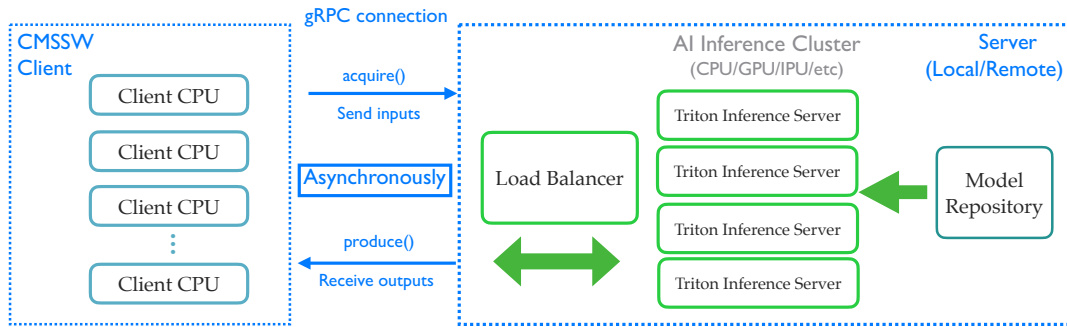 gRPC connection
CMSSW
Client
Client CPU
Client CPU
Client CPU
Client CPU
acquire()
Send inputs
Asynchronously
produce()
Receive outputs
AI Inference Cluster
(CPU/GPU/IPU/etc)
Server
(Local/Remote)
Load Balancer
Triton Inference Server
Triton Inference Server
Triton Inference Server
Triton Inference Server
Model
Repository